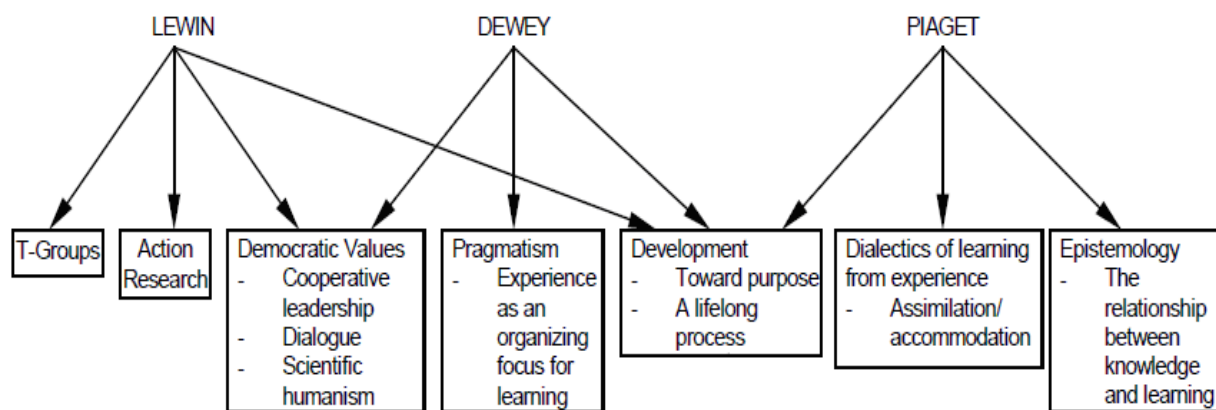 LEWIN
DEWEY
PIAGET
T-Groups
Action
Research
Democratic Values
- Cooperative
leadership
- Dialogue
- Scientific
humanism
Pragmatism
- Experience
as an
organizing
focus for
learning
Development
- Toward purpose
- A lifelong
process
Dialectics of learning
from experience
- Assimilation/
accommodation
Epistemology
- The
relationship
between
knowledge
and learning